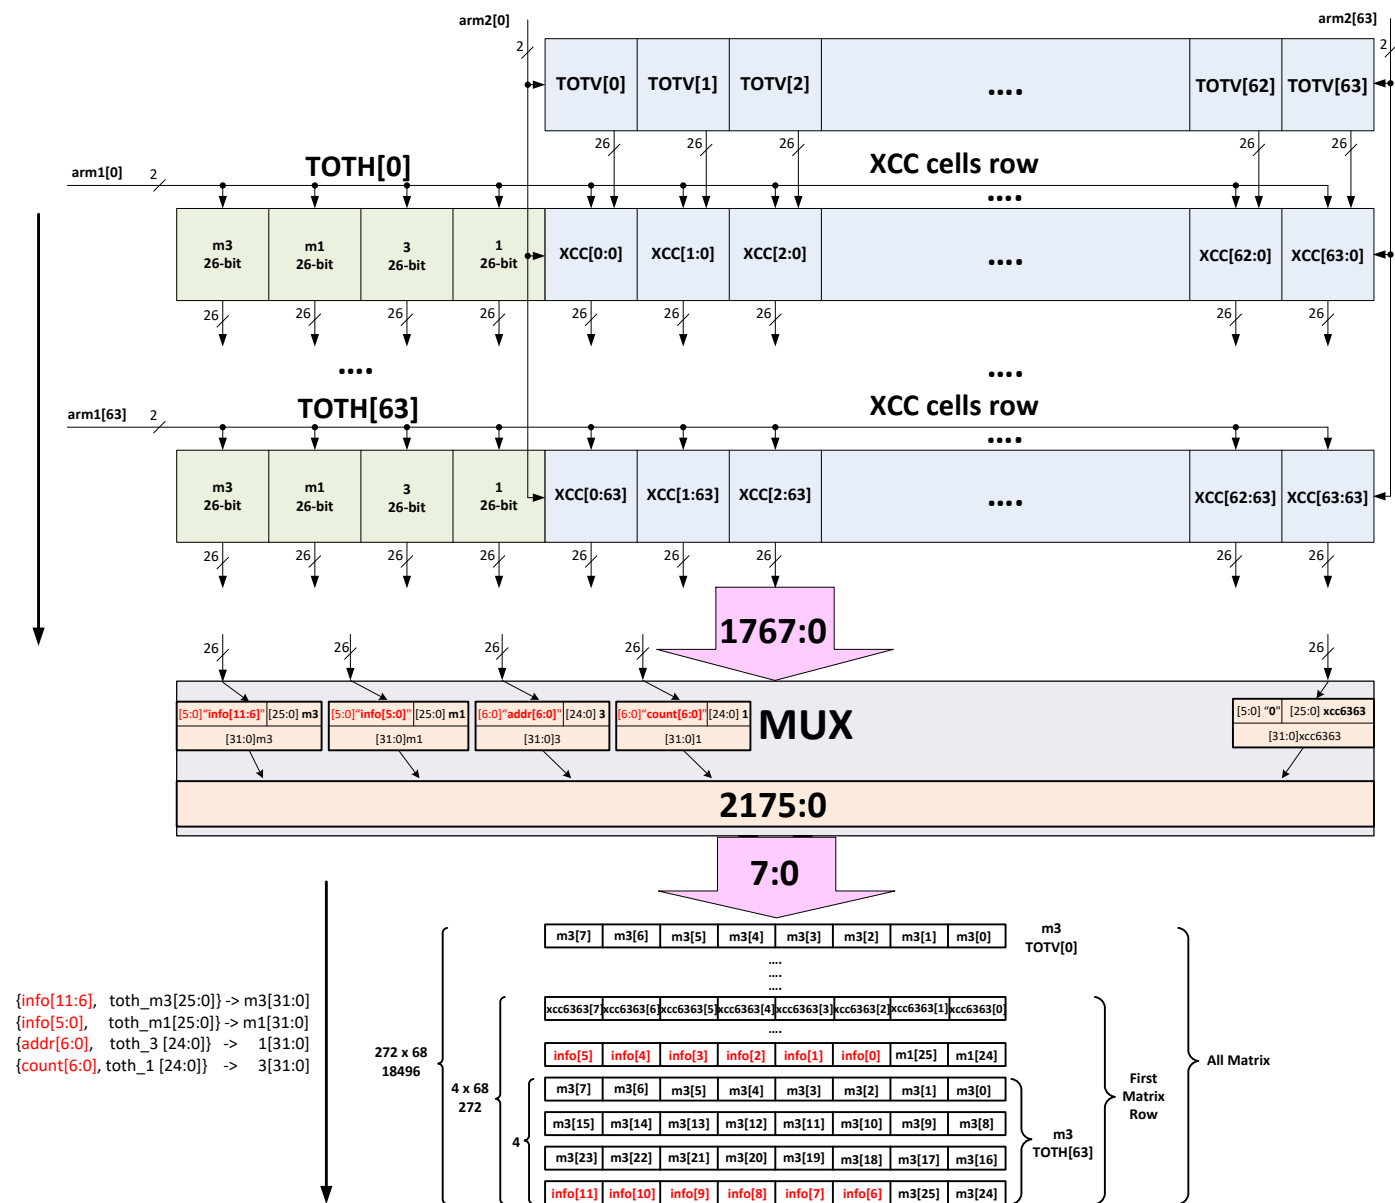 arm2[0] arm2[63]
2 2
TOTV[0] TOTV[1] TOTV[2] .... TOTV[62] TOTV[63]
26 26 26 26 26
TOTH[0] XCC cells row
arm1[0] 2 ....
m3 26-bit m1 26-bit 3 26-bit 1 26-bit XCC[0:0] XCC[1:0] XCC[2:0] .... XCC[62:0] XCC[63:0]
26 26 26 26 26 26 26 26 26
.... ....
TOTH[63] XCC cells row
arm1[63] 2 ....
m3 26-bit m1 26-bit 3 26-bit 1 26-bit XCC[0:63] XCC[1:63] XCC[2:63] .... XCC[62:63] XCC[63:63]
26 26 26 26 26 26 26 26 26
1767:0
26 26 26 26 26
[5:0]"info[11:6]" [25:0] m3 [5:0]"info[5:0]" [25:0] m1 [6:0]"addr[6:0]" [24:0] 3 [6:0]"count[6:0]" [24:0] 1 MUX [5:0] "0" [25:0] xcc6363
[31:0]m3 [31:0]m1 [31:0]3 [31:0]1 [31:0]xcc6363
2175:0
7:0
m3[7] m3[6] m3[5] m3[4] m3[3] m3[2] m3[1] m3[0] m3
TOTV[0]
....
....
....
xcc6363[7] xcc6363[6] xcc6363[5] xcc6363[4] xcc6363[3] xcc6363[2] xcc6363[1] xcc6363[0]
....
info[5] info[4] info[3] info[2] info[1] info[0] m1[25] m1[24]
m3[7] m3[6] m3[5] m3[4] m3[3] m3[2] m3[1] m3[0]
m3[15] m3[14] m3[13] m3[12] m3[11] m3[10] m3[9] m3[8]
m3[23] m3[22] m3[21] m3[20] m3[19] m3[18] m3[17] m3[16]
info[11] info[10] info[9] info[8] info[7] info[6] m3[25] m3[24]
{info[11:6], toth_m3[25:0]} -> m3[31:0]
{info[5:0], toth_m1[25:0]} -> m1[31:0]
{addr[6:0], toth_3 [24:0]} -> 1[31:0]
{count[6:0], toth_1 [24:0]} -> 3[31:0]
272 x 68
18496
4 x 68
272
4
m3
TOTH[63]
First
Matrix
Row
All Matrix